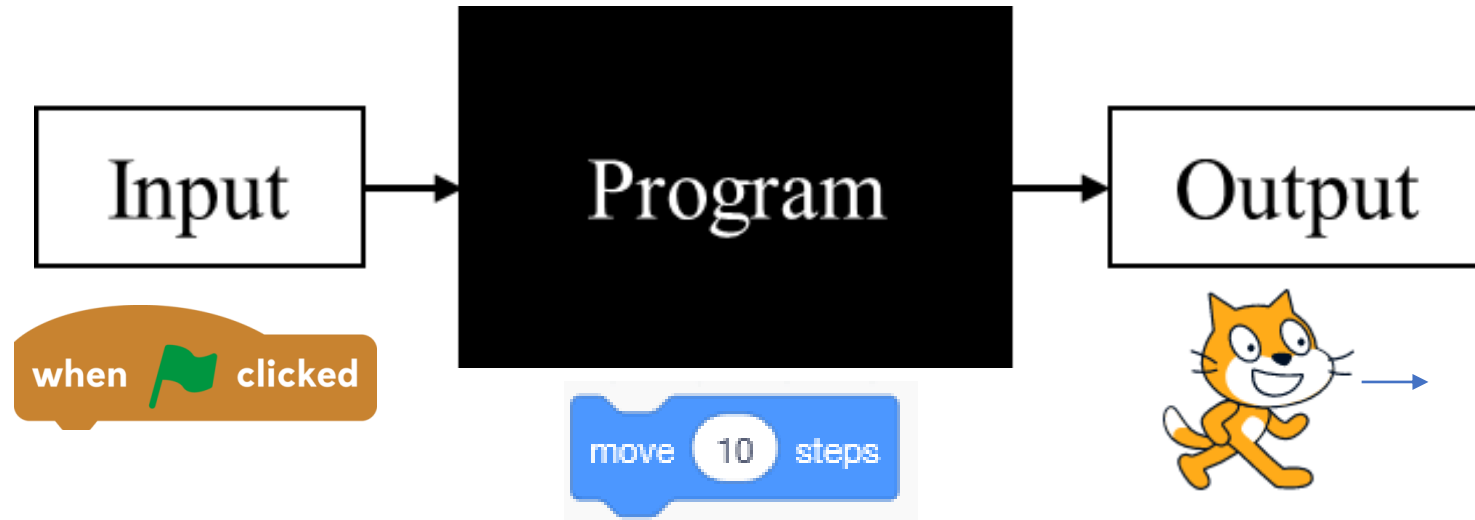 Input
Program
Output
when clicked
move 10 steps